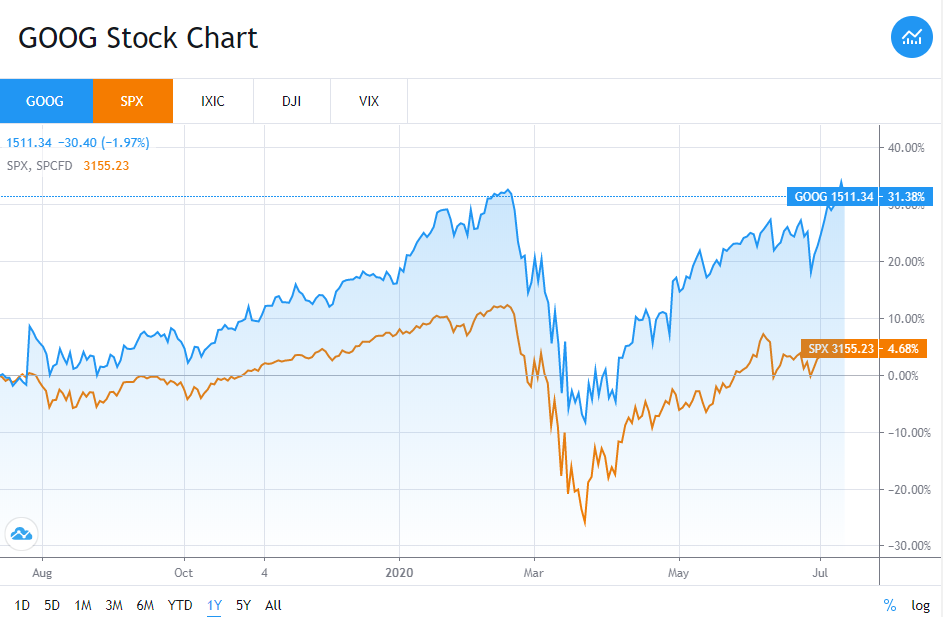 GOOG Stock Chart
GOOG SPX IXIC DJI VIX
1511.34 −30.40 (−1.97%)
SPX, SPCFD 3155.23
40.00%
GOOG 1511.34 31.38%
20.00%
10.00%
SPX 3155.23 4.68%
0.00%
−10.00%
−20.00%
−30.00%
Aug Oct 4 2020 Mar May Jul
1D 5D 1M 3M 6M YTD 1Y 5Y All % log